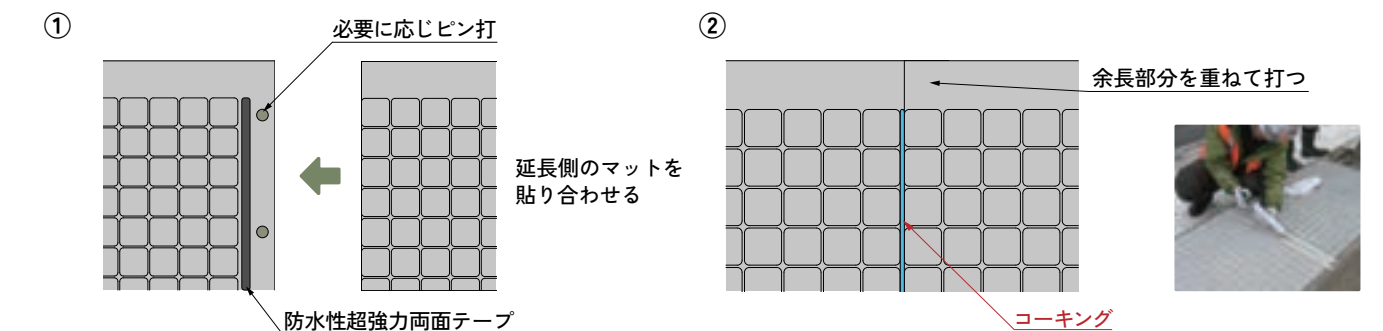 ①
必要に応じピン打
延長側のマットを
貼り合わせる
防水性超強力両面テープ
②
余長部分を重ねて打つ
コーキング